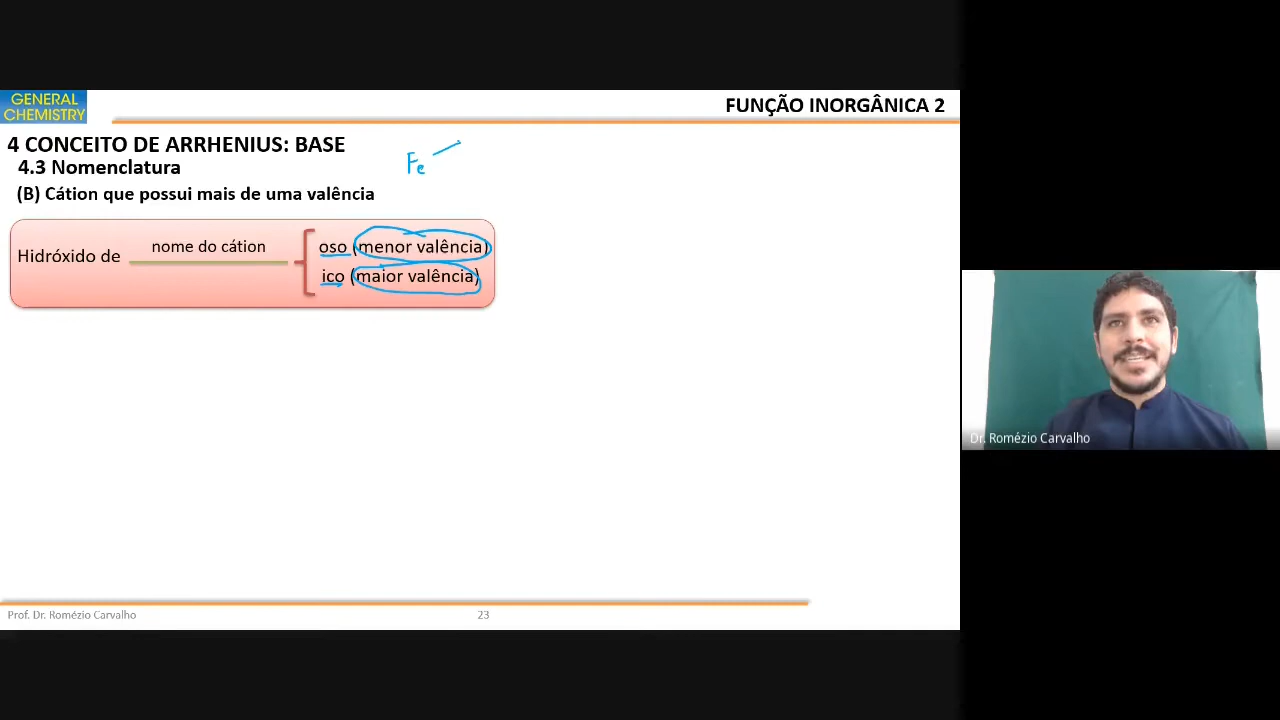 GENERAL
CHEMISTRY
FUNÇÃO INORGÂNICA 2
4 CONCEITO DE ARRHENIUS: BASE
4.3 Nomenclatura
Fe
(B) Cátion que possui mais de uma valência
Hidróxido de nome do cátion
oso (menor valência)
ico (maior valência)
Dr. Romézio Carvalho
Prof. Dr. Romézio Carvalho
23